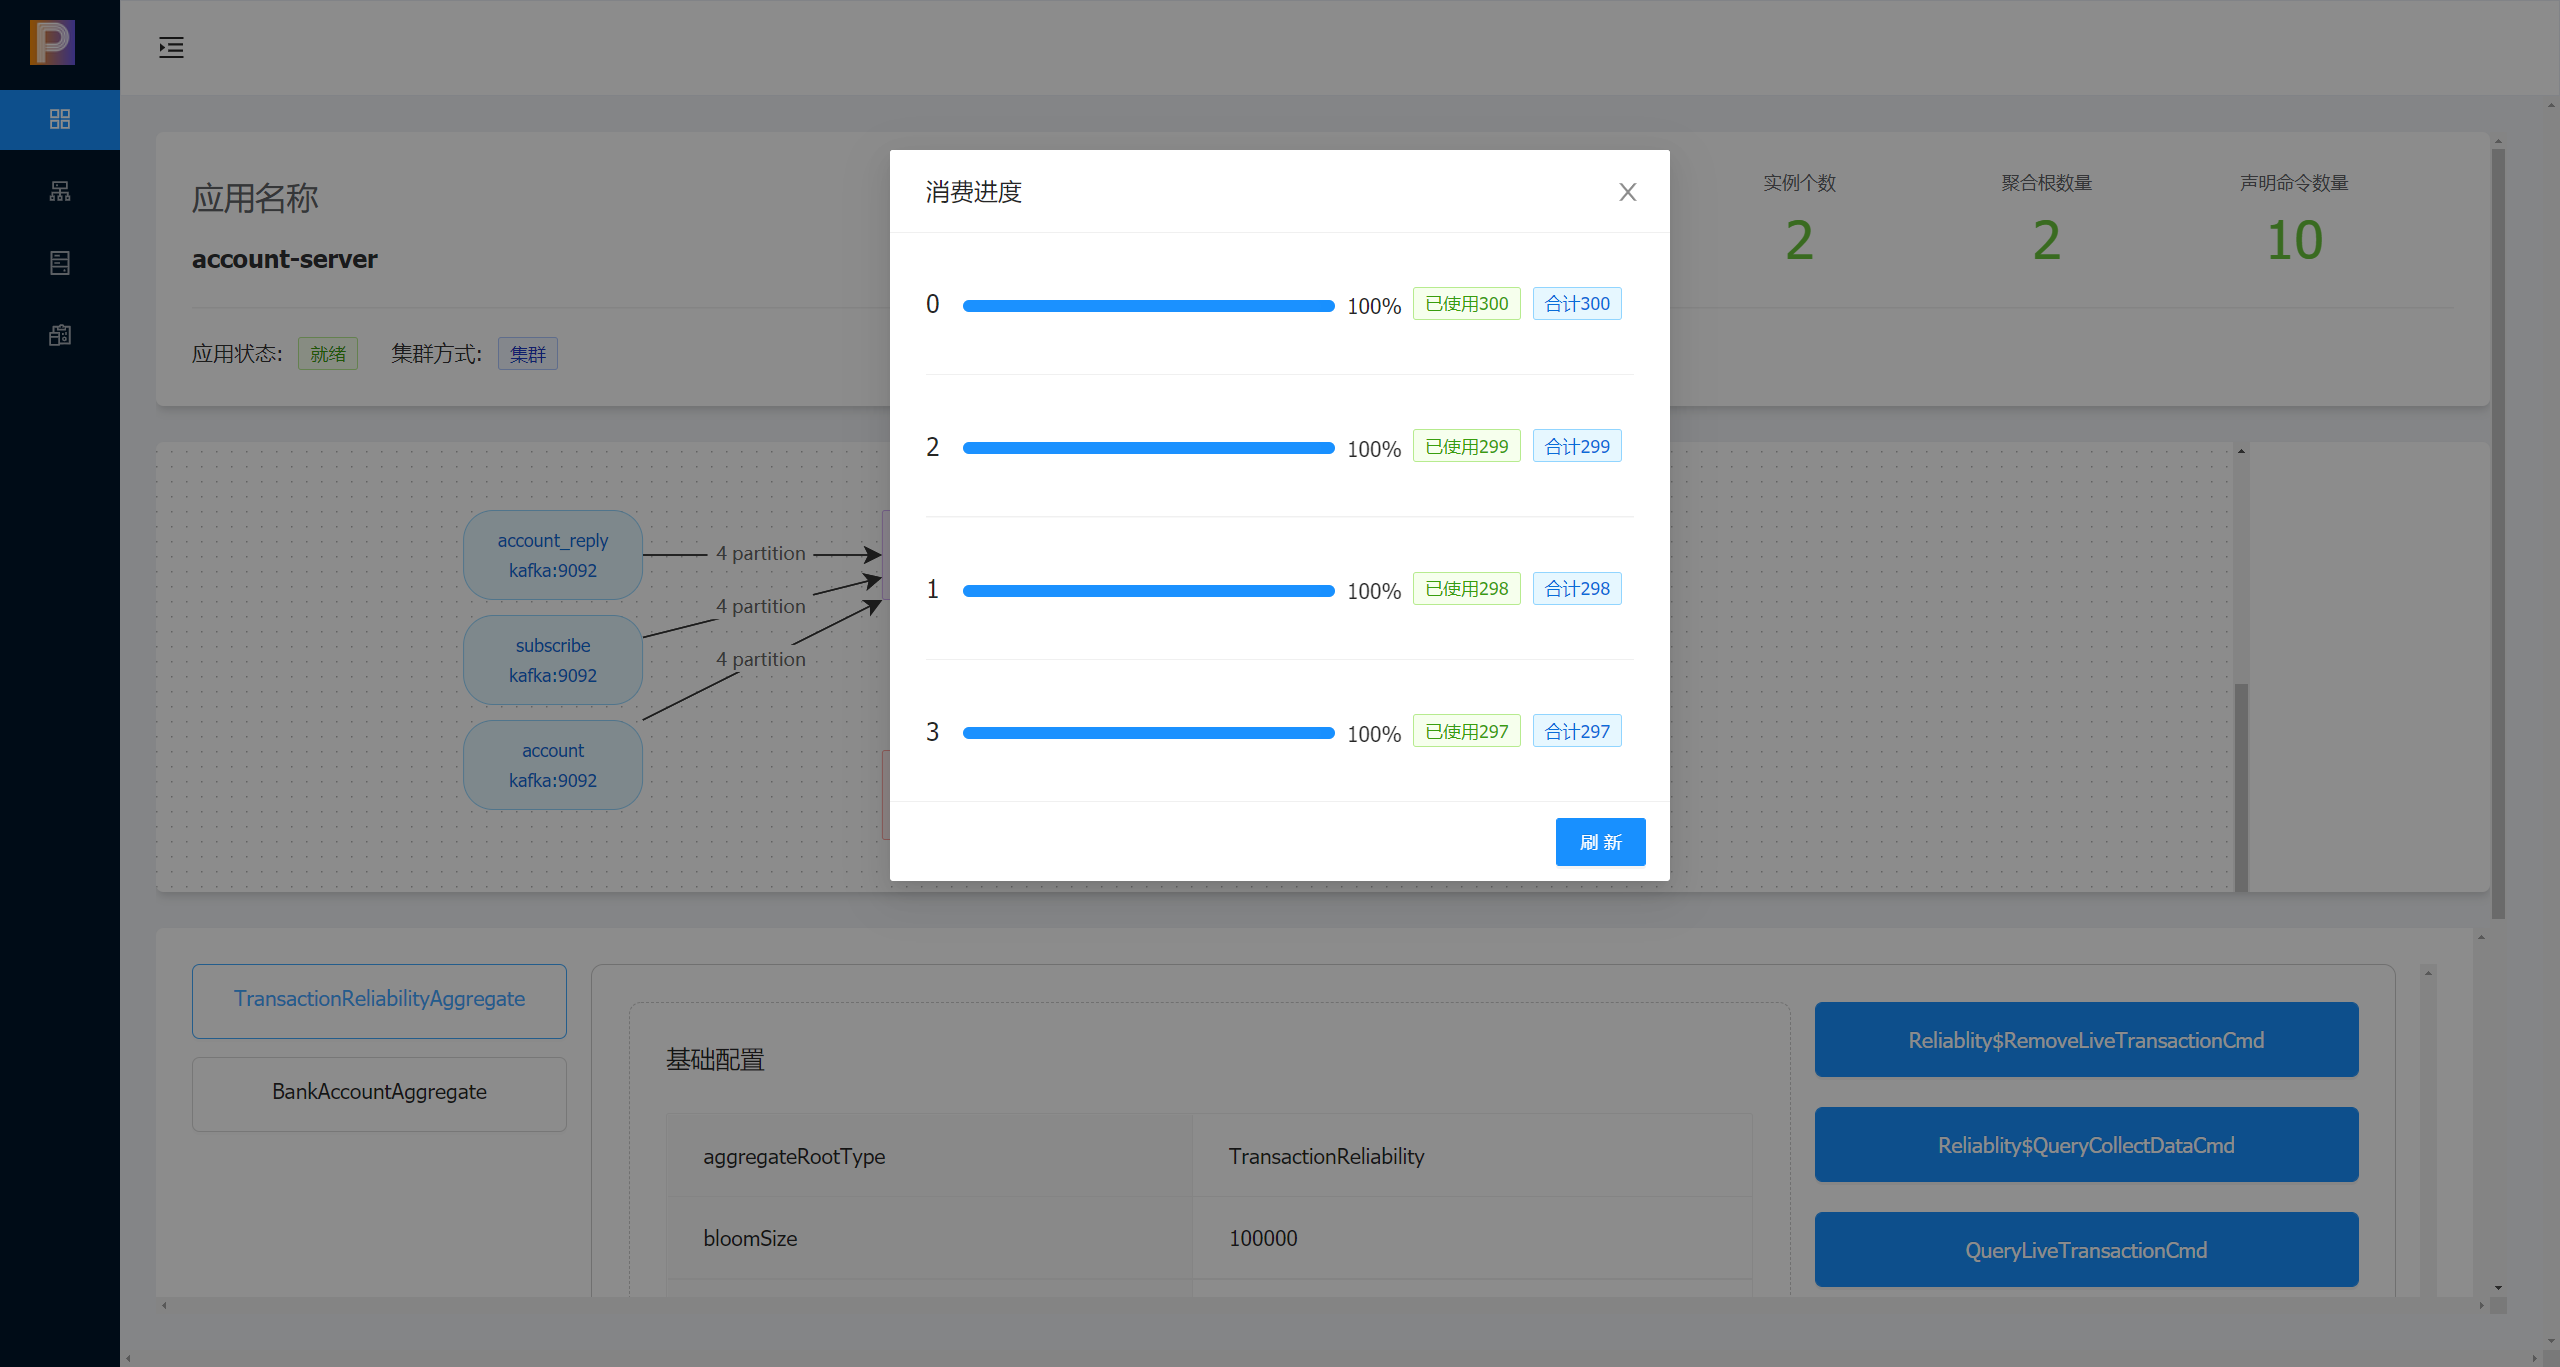 应用名称
account-server
应用状态: 就绪 集群方式: 集群
实例个数
2
聚合根数量
2
声明命令数量
10
消费进度
0 100% 已使用300 合计300
2 100% 已使用299 合计299
1 100% 已使用298 合计298
3 100% 已使用297 合计297
刷 新
account_reply
kafka:9092
4 partition
subscribe
kafka:9092
4 partition
account
kafka:9092
4 partition
TransactionReliabilityAggregate
BankAccountAggregate
基础配置
aggregateRootType TransactionReliability
bloomSize 100000
Reliablity$RemoveLiveTransactionCmd
Reliablity$QueryCollectDataCmd
QueryLiveTransactionCmd